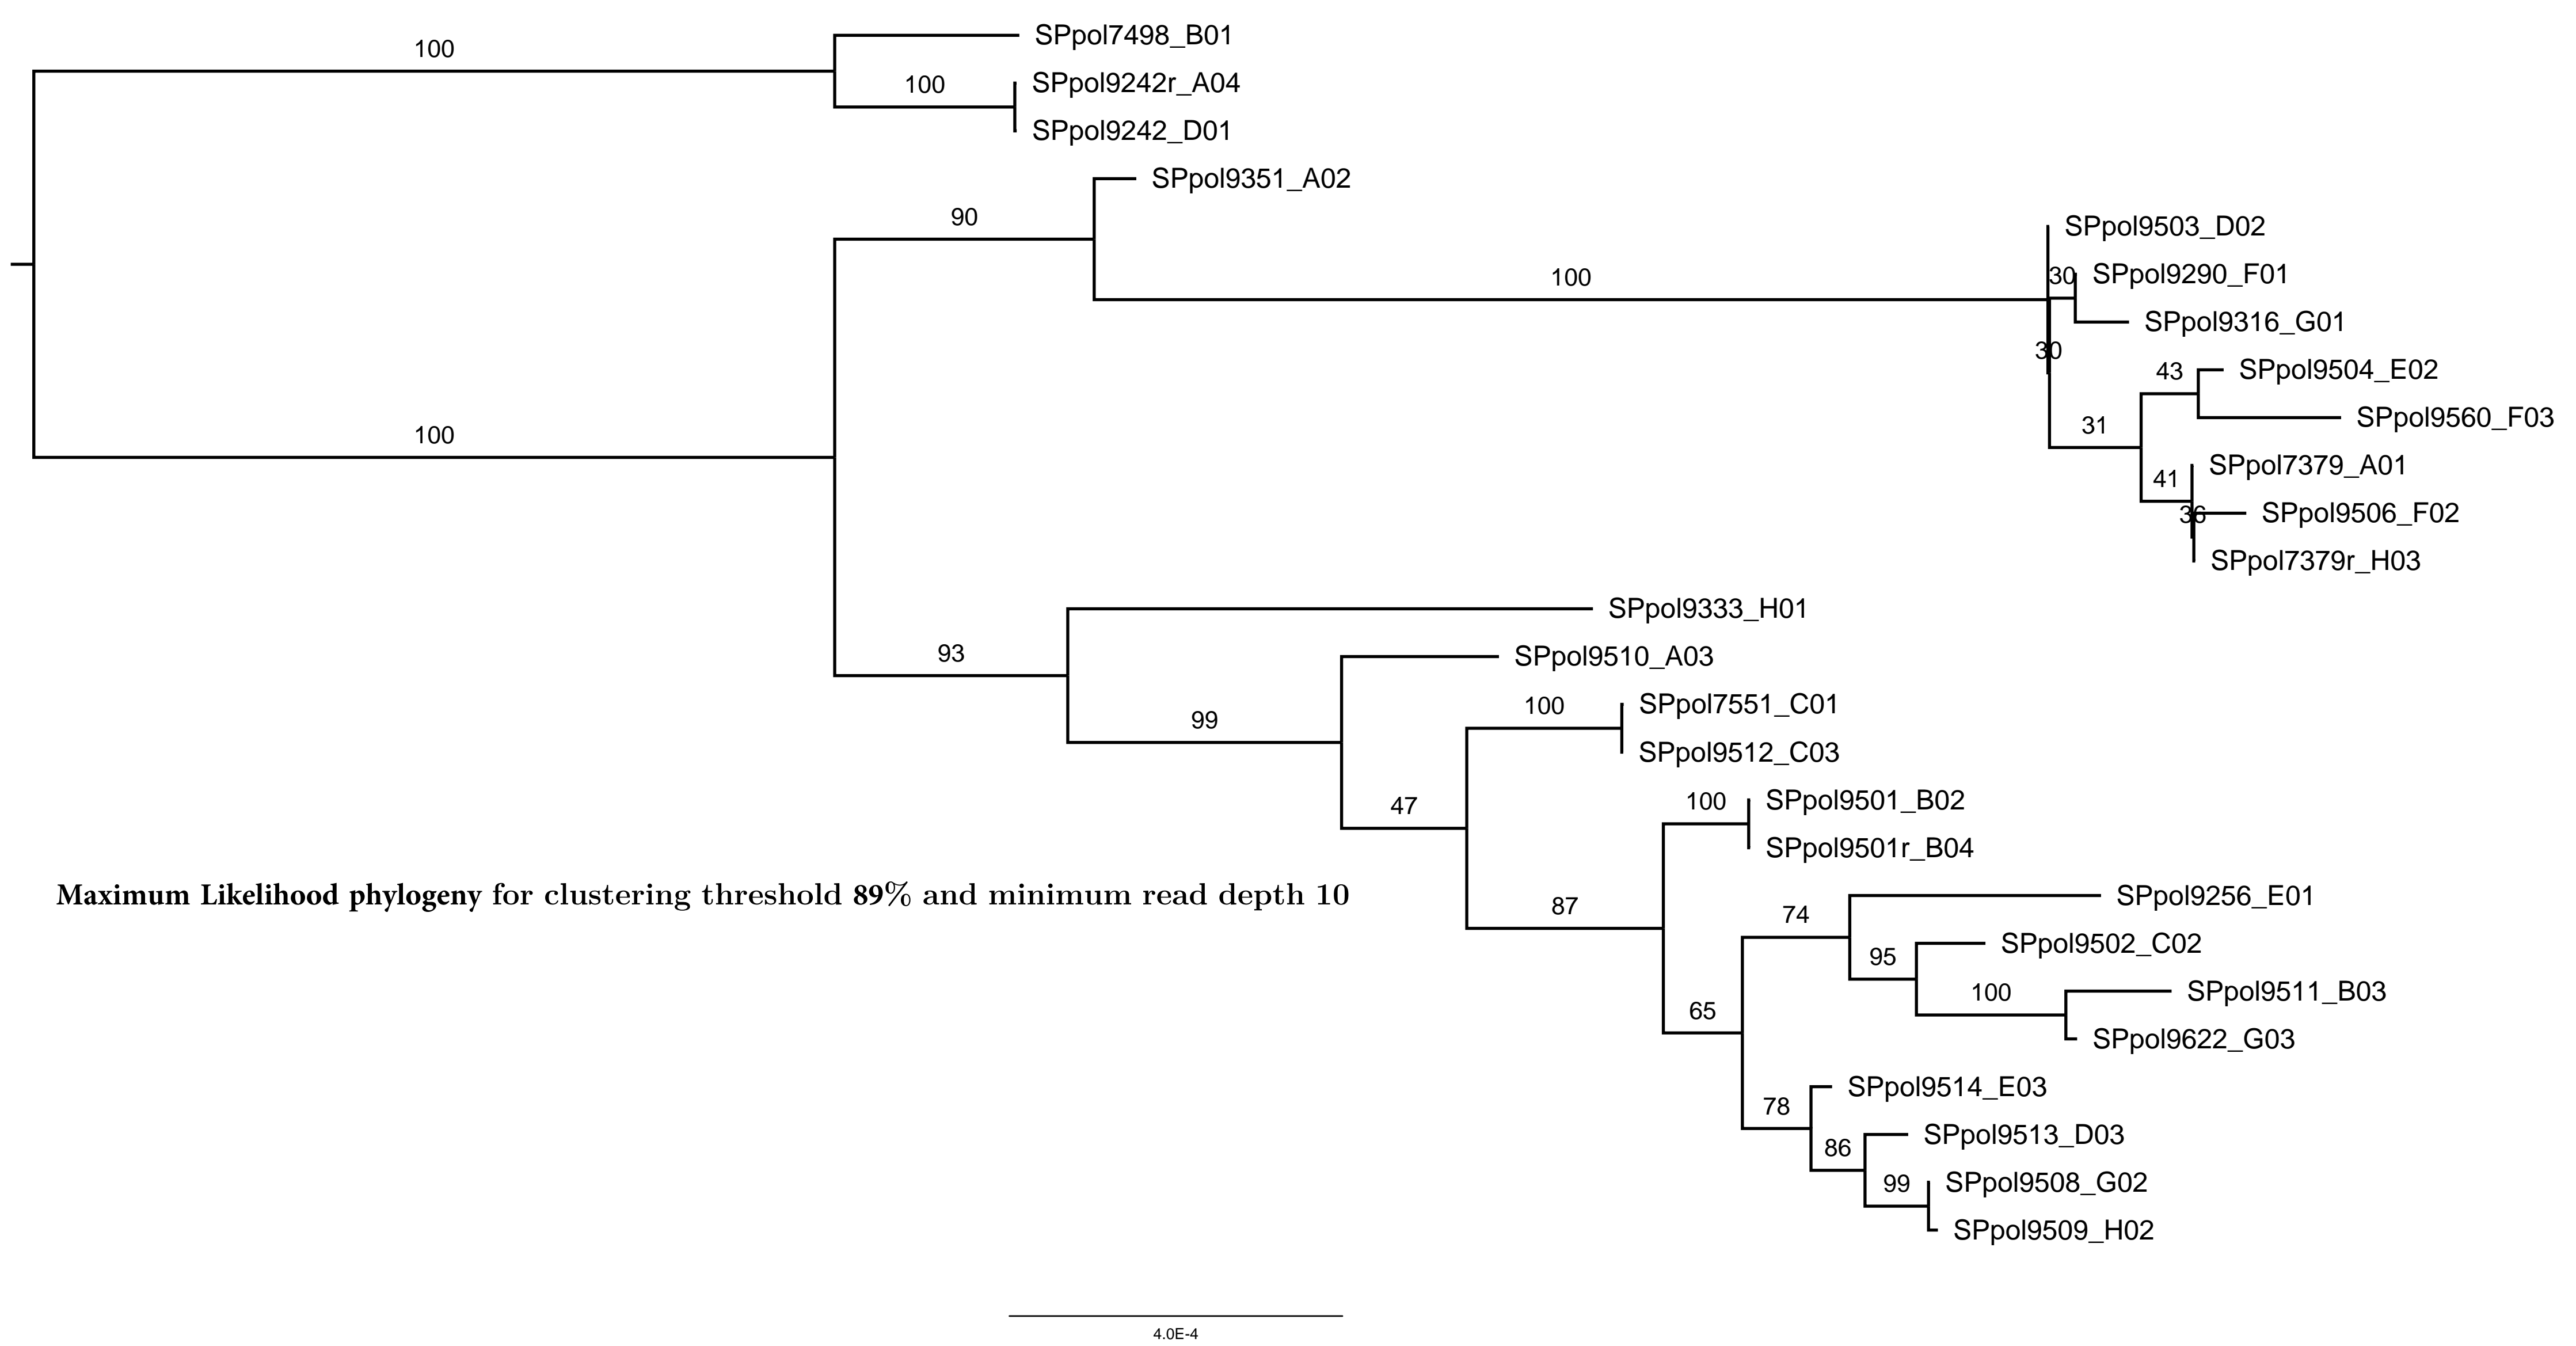 SPpol7498_B01
100
SPpol9242r_A04
100
SPpol9242_D01
SPpol9351_A02
90
SPpol9503_D02
30
SPpol9290_F01
100
SPpol9316_G01
30
SPpol9504_E02
43
SPpol9560_F03
31
100
SPpol7379_A01
41
SPpol9506_F02
36
SPpol7379r_H03
SPpol9333_H01
93
SPpol9510_A03
99
SPpol7551_C01
100
SPpol9512_C03
SPpol9501_B02
100
47
SPpol9501r_B04
Maximum Likelihood phylogeny for clustering threshold 89% and minimum read depth 10
SPpol9256_E01
87
74
SPpol9502_C02
95
SPpol9511_B03
100
65
SPpol9622_G03
SPpol9514_E03
78
SPpol9513_D03
86
SPpol9508_G02
99
SPpol9509_H02
4.0E-4